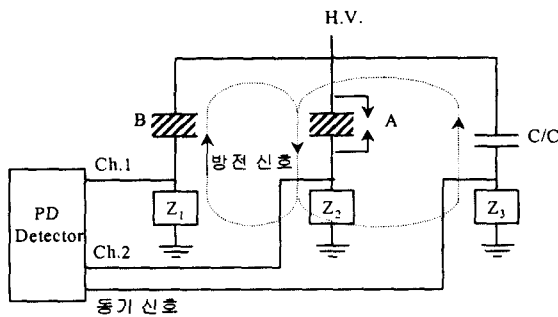 H.V.
B
A
C/C
방전 신호
Ch.1
PD
Detector
Z₁
Z₂
Z₃
Ch.2
동기 신호